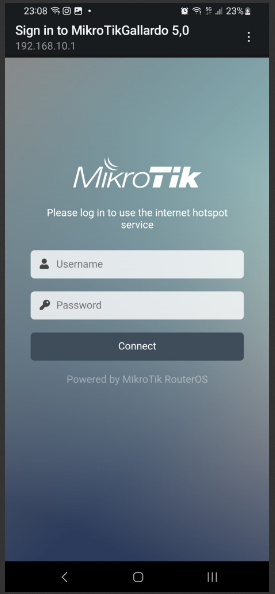 23:08
23%
Sign in to MikroTikGallardo 5,0
192.168.10.1
MikroTik
Please log in to use the internet hotspot
service
Username
Password
Connect
Powered by MikroTik RouterOS